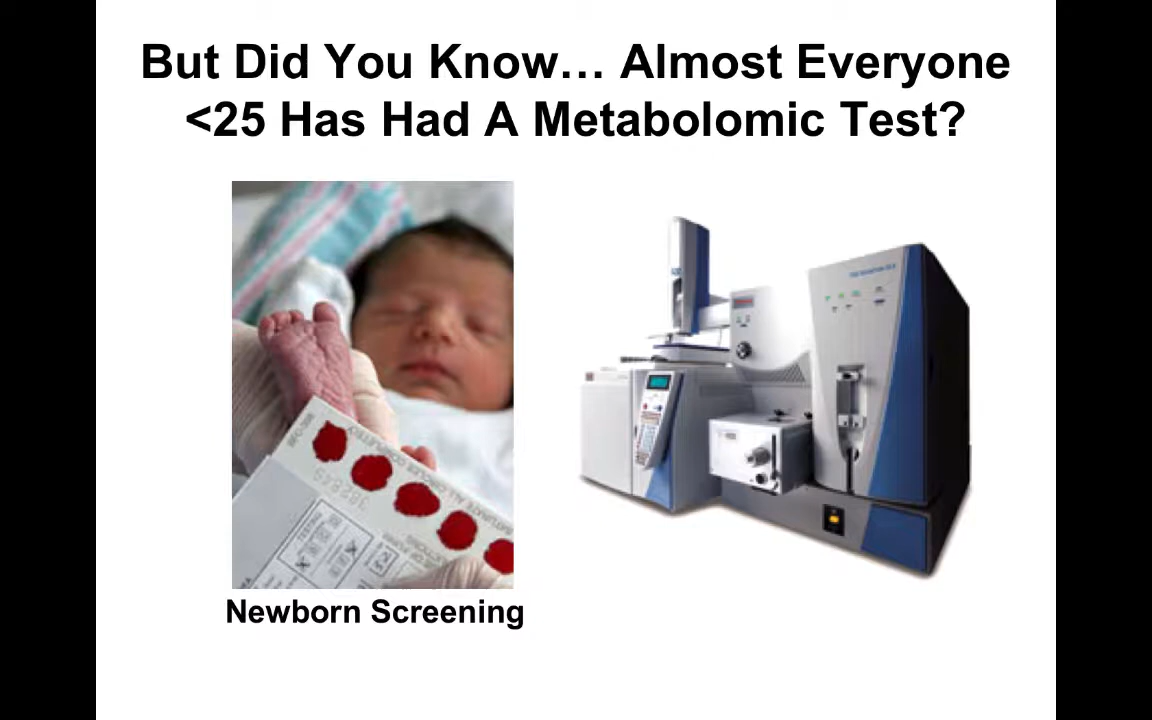 But Did You Know… Almost Everyone
<25 Has Had A Metabolomic Test?
Newborn Screening